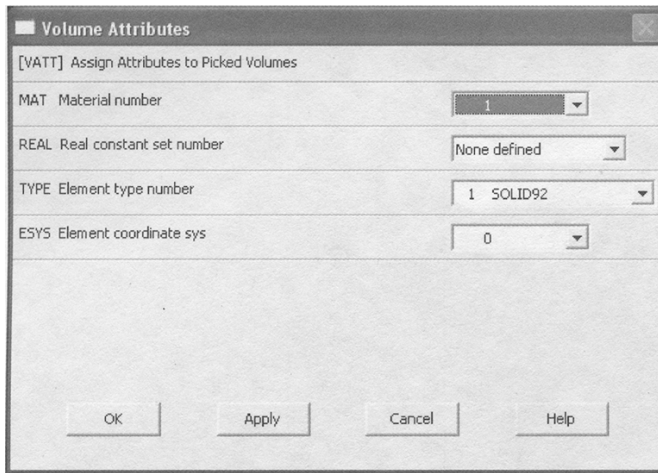 Volume Attributes
[VATT] Assign Attributes to Picked Volumes
MAT Material number 1
REAL Real constant set number None defined
TYPE Element type number 1 SOLID92
ESYS Element coordinate sys 0
OK Apply Cancel Help